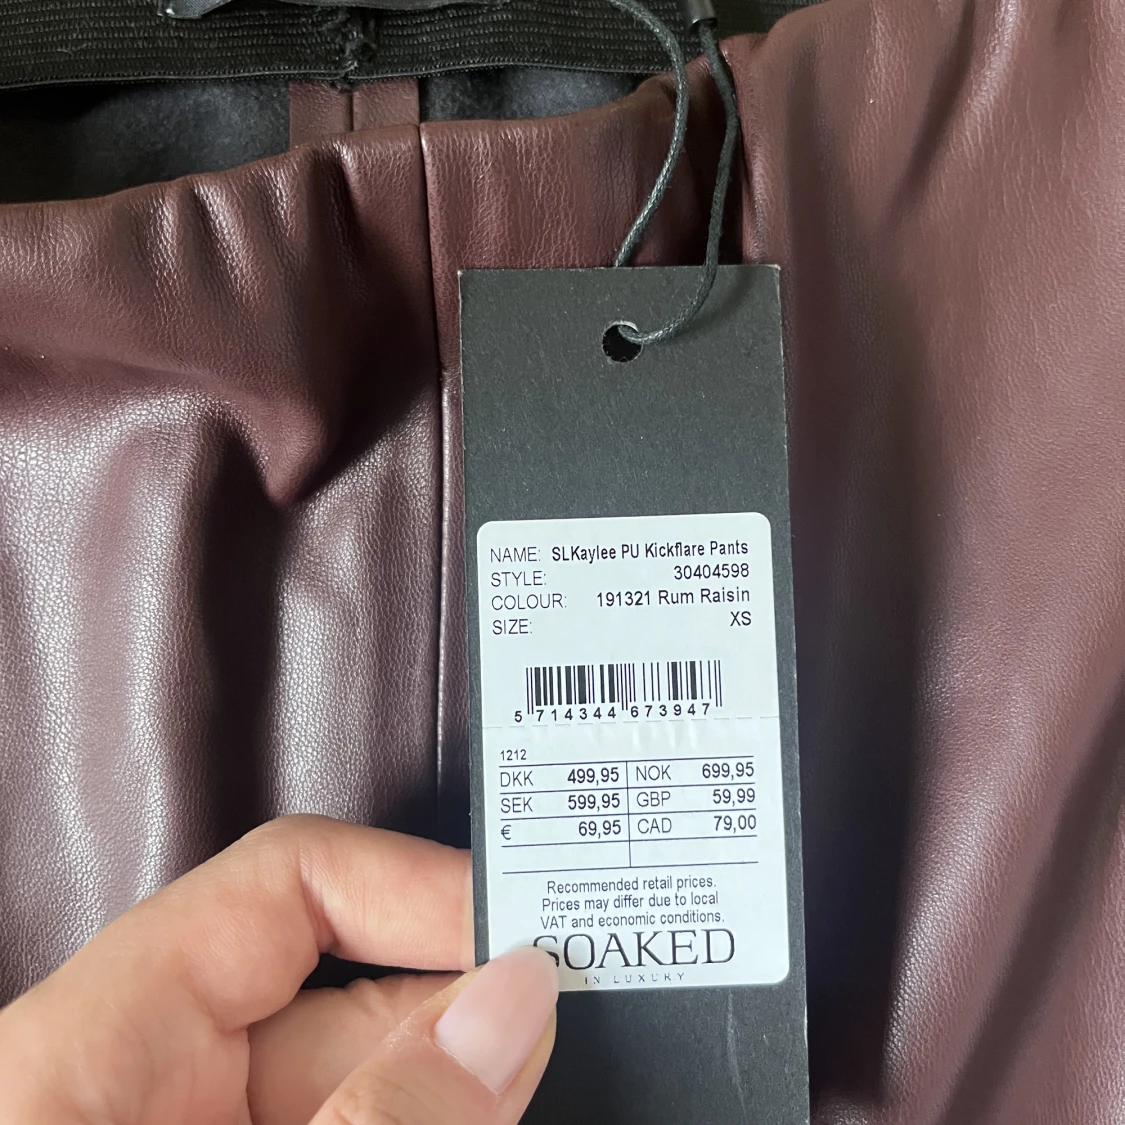 NAME: SLKaylee PU Kickflare Pants
STYLE: 30404598
COLOUR: 191321 Rum Raisin
SIZE: XS
5 714344 673947
1212
DKK 499,95 NOK 699,95
SEK 599,95 GBP 59,99
€ 69,95 CAD 79,00
Recommended retail prices.
Prices may differ due to local
VAT and economic conditions.
SOAKED
IN LUXURY